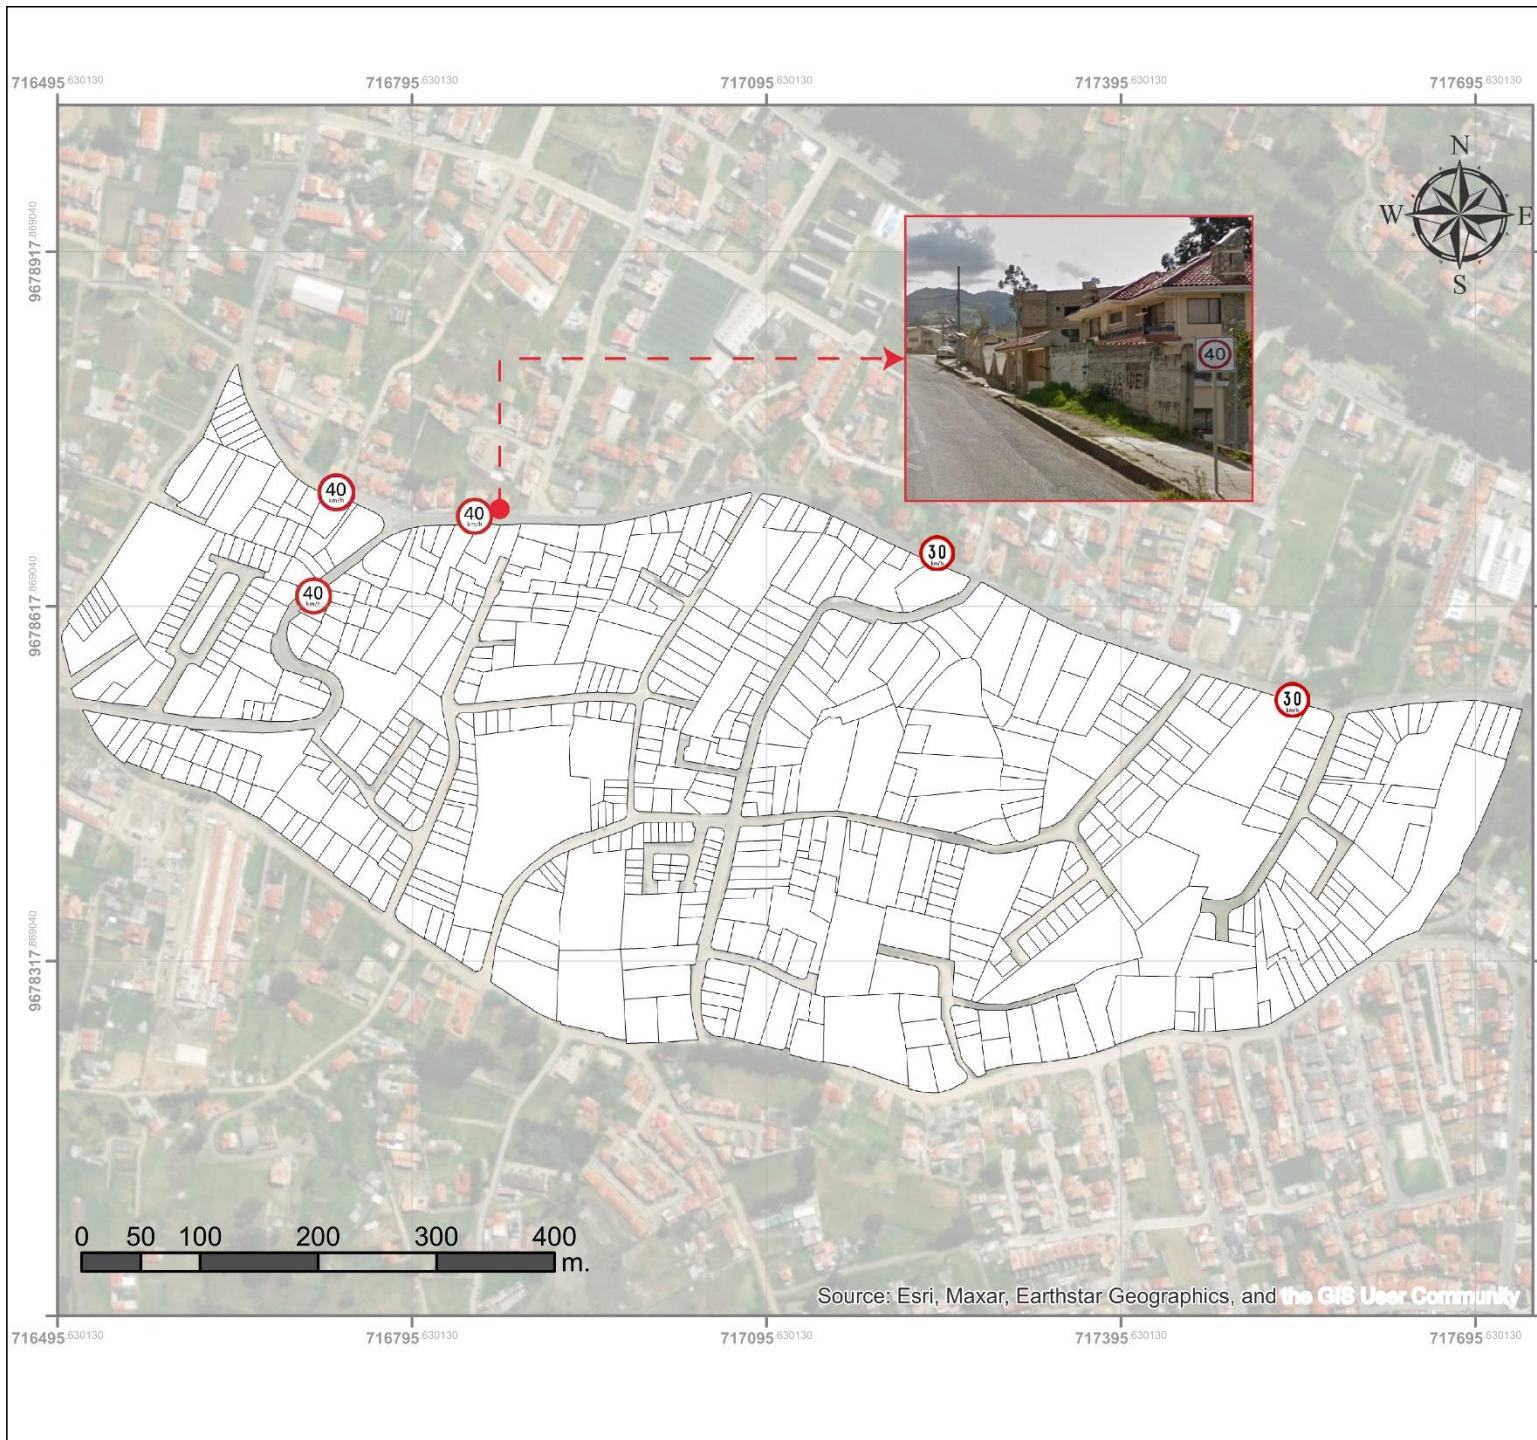 716495.630130 716795.630130 717095.630130 717395.630130 717695.630130
N
W E
S
9678917.869040
40
40
km/h
40
km/h
30
km/h
40
km/h
9678617.869040
30
km/h
9678317.869040
0 50 100 200 300 400
m.
Source: Esri, Maxar, Earthstar Geographics, and the GIS User Community
716495.630130 716795.630130 717095.630130 717395.630130 717695.630130